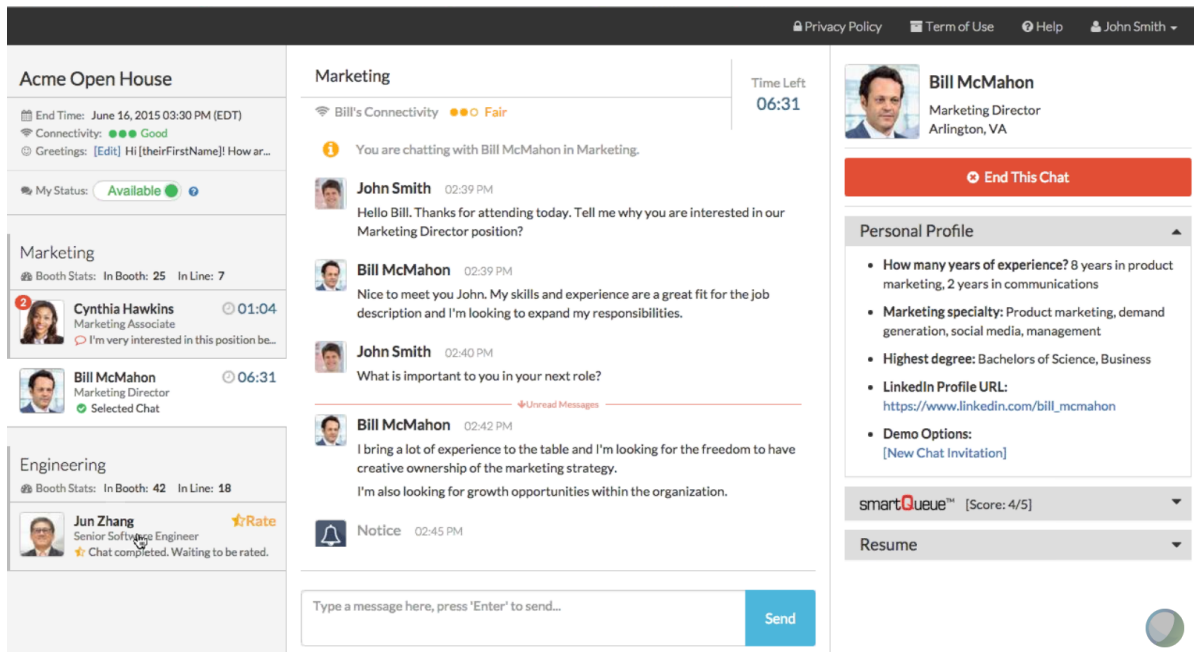 Privacy Policy Term of Use Help John Smith
Acme Open House
End Time: June 16, 2015 03:30 PM (EDT)
Connectivity: Good
Greetings: [Edit] Hi [theirFirstName]! How ar...
My Status: Available
Marketing
Booth Stats: In Booth: 25 In Line: 7
2
Cynthia Hawkins 01:04
Marketing Associate
I'm very interested in this position be...
Bill McMahon 06:31
Marketing Director
Selected Chat
Engineering
Booth Stats: In Booth: 42 In Line: 18
Jun Zhang Rate
Senior Software Engineer
Chat completed. Waiting to be rated.
Marketing
Time Left
06:31
Bill's Connectivity Fair
You are chatting with Bill McMahon in Marketing.
John Smith 02:39 PM
Hello Bill. Thanks for attending today. Tell me why you are interested in our
Marketing Director position?
Bill McMahon 02:39 PM
Nice to meet you John. My skills and experience are a great fit for the job
description and I'm looking to expand my responsibilities.
John Smith 02:40 PM
What is important to you in your next role?
Unread Messages
Bill McMahon 02:42 PM
I bring a lot of experience to the table and I'm looking for the freedom to have
creative ownership of the marketing strategy.
I'm also looking for growth opportunities within the organization.
Notice 02:45 PM
Type a message here, press 'Enter' to send...
Send
Bill McMahon
Marketing Director
Arlington, VA
End This Chat
Personal Profile
How many years of experience? 8 years in product
marketing, 2 years in communications
Marketing specialty: Product marketing, demand
generation, social media, management
Highest degree: Bachelors of Science, Business
LinkedIn Profile URL:
https://www.linkedin.com/bill_mcmahon
Demo Options:
[New Chat Invitation]
smartQueue™ [Score: 4/5]
Resume